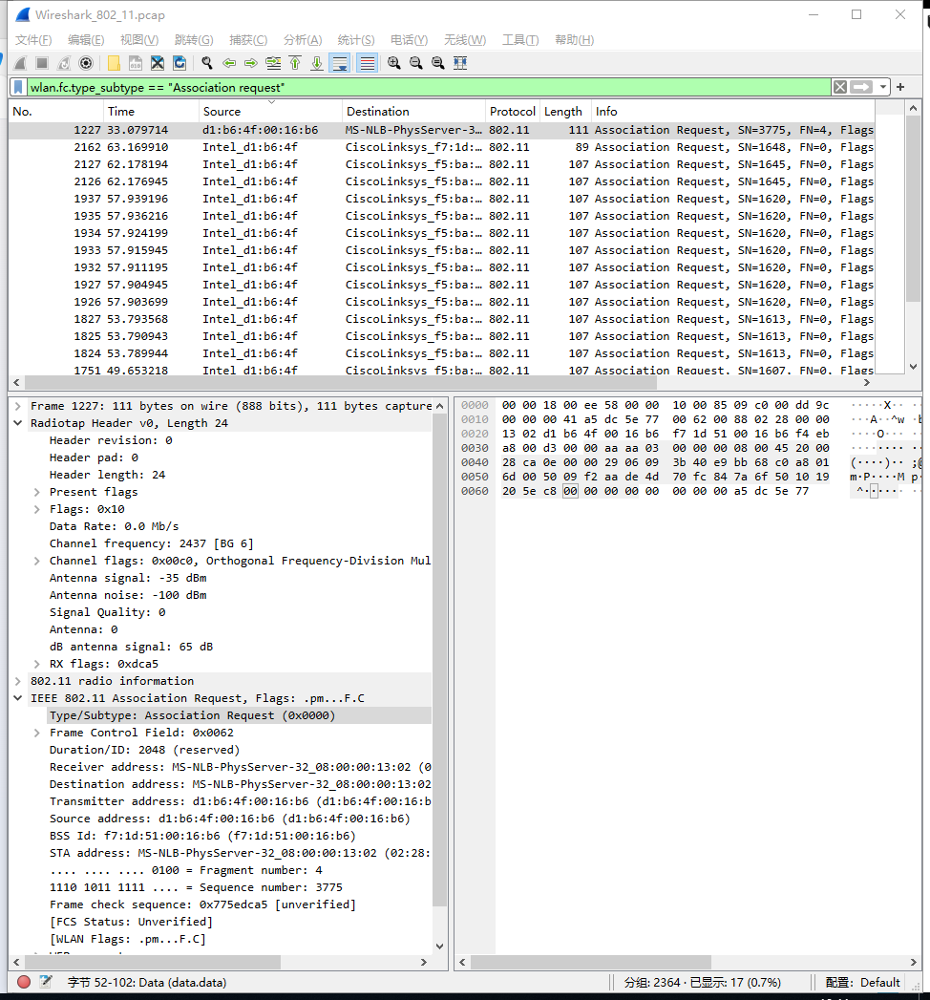 Wireshark_802_11.pcap
文件(F) 编辑(E) 视图(V) 跳转(G) 捕获(C) 分析(A) 统计(S) 电话(Y) 无线(W) 工具(T) 帮助(H)
wlan.fc.type_subtype == "Association request"
No. Time Source Destination Protocol Length Info
1227 33.079714 d1:b6:4f:00:16:b6 MS-NLB-PhysServer-3… 802.11 111 Association Request, SN=3775, FN=4, Flags
2162 63.169910 Intel_d1:b6:4f CiscoLinksys_f7:1d:… 802.11 89 Association Request, SN=1648, FN=0, Flags
2127 62.178194 Intel_d1:b6:4f CiscoLinksys_f5:ba:… 802.11 107 Association Request, SN=1645, FN=0, Flags
2126 62.176945 Intel_d1:b6:4f CiscoLinksys_f5:ba:… 802.11 107 Association Request, SN=1645, FN=0, Flags
1937 57.939196 Intel_d1:b6:4f CiscoLinksys_f5:ba:… 802.11 107 Association Request, SN=1620, FN=0, Flags
1935 57.936216 Intel_d1:b6:4f CiscoLinksys_f5:ba:… 802.11 107 Association Request, SN=1620, FN=0, Flags
1934 57.924199 Intel_d1:b6:4f CiscoLinksys_f5:ba:… 802.11 107 Association Request, SN=1620, FN=0, Flags
1933 57.915945 Intel_d1:b6:4f CiscoLinksys_f5:ba:… 802.11 107 Association Request, SN=1620, FN=0, Flags
1932 57.911195 Intel_d1:b6:4f CiscoLinksys_f5:ba:… 802.11 107 Association Request, SN=1620, FN=0, Flags
1927 57.904945 Intel_d1:b6:4f CiscoLinksys_f5:ba:… 802.11 107 Association Request, SN=1620, FN=0, Flags
1926 57.903699 Intel_d1:b6:4f CiscoLinksys_f5:ba:… 802.11 107 Association Request, SN=1620, FN=0, Flags
1827 53.793568 Intel_d1:b6:4f CiscoLinksys_f5:ba:… 802.11 107 Association Request, SN=1613, FN=0, Flags
1825 53.790943 Intel_d1:b6:4f CiscoLinksys_f5:ba:… 802.11 107 Association Request, SN=1613, FN=0, Flags
1824 53.789944 Intel_d1:b6:4f CiscoLinksys_f5:ba:… 802.11 107 Association Request, SN=1613, FN=0, Flags
1751 49.653218 Intel_d1:b6:4f CiscoLinksys_f5:ba:… 802.11 107 Association Request, SN=1607, FN=0, Flags
Frame 1227: 111 bytes on wire (888 bits), 111 bytes capture
Radiotap Header v0, Length 24
Header revision: 0
Header pad: 0
Header length: 24
Present flags
Flags: 0x10
Data Rate: 0.0 Mb/s
Channel frequency: 2437 [BG 6]
Channel flags: 0x00c0, Orthogonal Frequency-Division Mul
Antenna signal: -35 dBm
Antenna noise: -100 dBm
Signal Quality: 0
Antenna: 0
dB antenna signal: 65 dB
RX flags: 0xdca5
802.11 radio information
IEEE 802.11 Association Request, Flags: .pm...F.C
Type/Subtype: Association Request (0x0000)
Frame Control Field: 0x0062
Duration/ID: 2048 (reserved)
Receiver address: MS-NLB-PhysServer-32_08:00:00:13:02 (0
Destination address: MS-NLB-PhysServer-32_08:00:00:13:02
Transmitter address: d1:b6:4f:00:16:b6 (d1:b6:4f:00:16:b
Source address: d1:b6:4f:00:16:b6 (d1:b6:4f:00:16:b6)
BSS Id: f7:1d:51:00:16:b6 (f7:1d:51:00:16:b6)
STA address: MS-NLB-PhysServer-32_08:00:00:13:02 (02:28:
.... .... .... 0100 = Fragment number: 4
1110 1011 1111 .... = Sequence number: 3775
Frame check sequence: 0x775edca5 [unverified]
[FCS Status: Unverified]
[WLAN Flags: .pm...F.C]
0000 00 00 18 00 ee 58 00 00 10 00 85 09 c0 00 dd 9c ·····X·· ··
0010 00 00 00 41 a5 dc 5e 77 00 62 00 88 02 28 00 00 ···A··^w ·b
0020 13 02 d1 b6 4f 00 16 b6 f7 1d 51 00 16 b6 f4 eb ····O··· ··
0030 a8 00 d3 00 00 aa aa 03 00 00 00 08 00 45 20 00 ········ ··
0040 28 ca 0e 00 00 29 06 09 3b 40 e9 bb 68 c0 a8 01 (····)·· ;@
0050 6d 00 50 09 f2 aa de 4d 70 fc 84 7a 6f 50 10 19 m·P····M p·
0060 20 5e c8 00 00 00 00 00 00 00 00 a5 dc 5e 77 ^······ ··
字节 52-102: Data (data.data) 分组: 2364 · 已显示: 17 (0.7%) 配置: Default